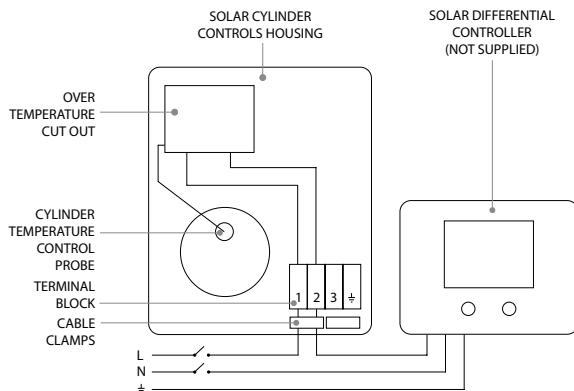 SOLAR CYLINDER
CONTROLS HOUSING
SOLAR DIFFERENTIAL
CONTROLLER
(NOT SUPPLIED)
OVER
TEMPERATURE
CUT OUT
CYLINDER
TEMPERATURE
CONTROL
PROBE
TERMINAL
BLOCK
1 2 3 ⏚
CABLE
CLAMPS
L
N
⏚